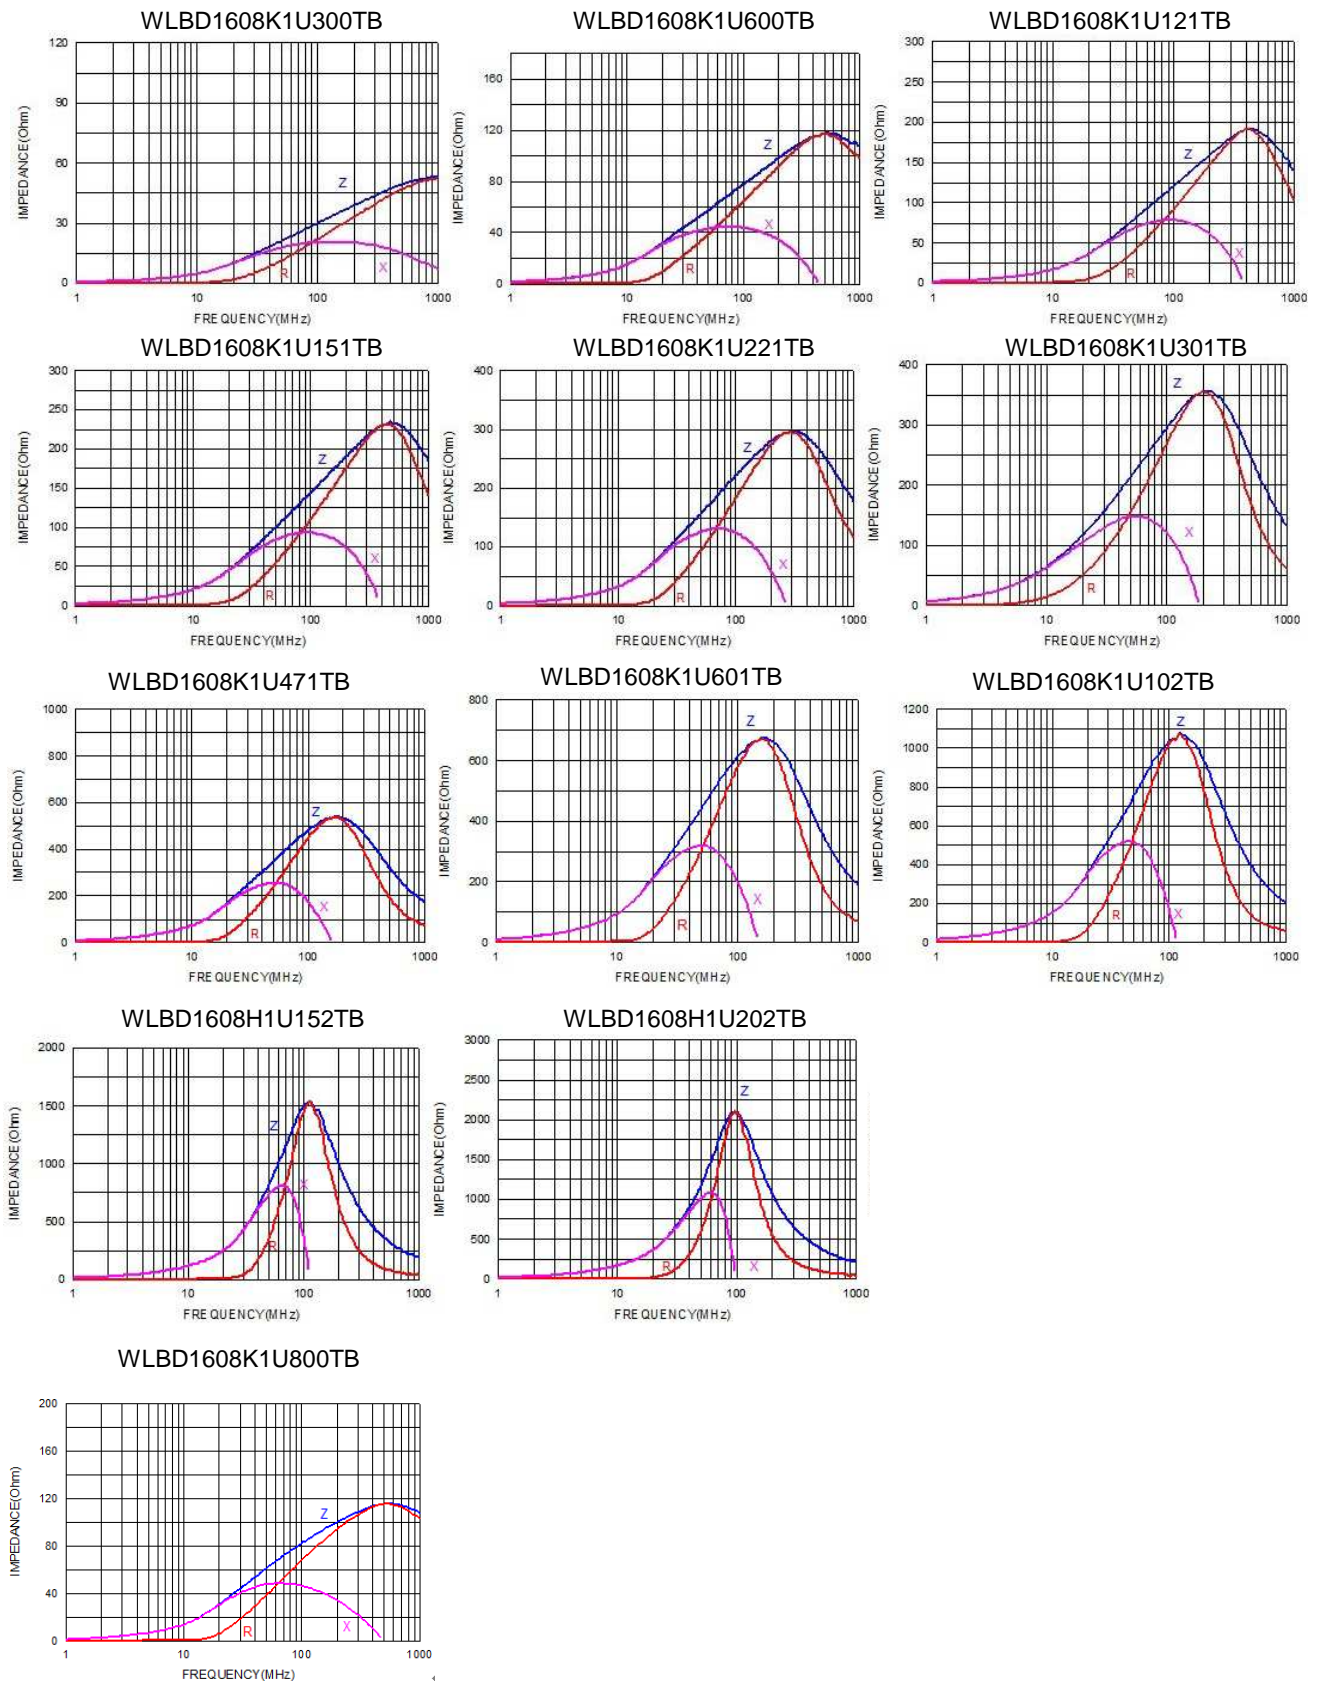 WLBD1608K1U300TB
120
90
60
30
0
IMPEDANCE(Ohm)
Z
R
X
1
10
100
1000
FREQUENCY(MHz)
WLBD1608K1U600TB
160
120
80
40
0
IMPEDANCE(Ohm)
Z
X
R
1
10
100
1000
FREQUENCY(MHz)
WLBD1608K1U121TB
300
250
200
150
100
50
0
IMPEDANCE(Ohm)
Z
X
R
1
10
100
1000
FREQUENCY(MHz)
WLBD1608K1U151TB
300
250
200
150
100
50
0
IMPEDANCE(Ohm)
Z
X
R
1
10
100
1000
FREQUENCY(MHz)
WLBD1608K1U221TB
400
300
200
100
0
IMPEDANCE(Ohm)
Z
X
R
1
10
100
1000
FREQUENCY(MHz)
WLBD1608K1U301TB
400
300
200
100
0
IMPEDANCE(Ohm)
Z
X
R
1
10
100
1000
FREQUENCY(MHz)
WLBD1608K1U471TB
1000
800
600
400
200
0
IMPEDANCE(Ohm)
Z
X
R
1
10
100
1000
FREQUENCY(MHz)
WLBD1608K1U601TB
800
600
400
200
0
IMPEDANCE(Ohm)
Z
X
R
1
10
100
1000
FREQUENCY(MHz)
WLBD1608K1U102TB
1200
1000
800
600
400
200
0
IMPEDANCE(Ohm)
Z
R
X
1
10
100
1000
FREQUENCY(MHz)
WLBD1608H1U152TB
2000
1500
1000
500
0
IMPEDANCE(Ohm)
Z
X
R
1
10
100
1000
FREQUENCY(MHz)
WLBD1608H1U202TB
3000
2500
2000
1500
1000
500
0
IMPEDANCE(Ohm)
Z
R
X
1
10
100
1000
FREQUENCY(MHz)
WLBD1608K1U800TB
200
160
120
80
40
0
IMPEDANCE(Ohm)
Z
R
X
1
10
100
1000
FREQUENCY(MHz)